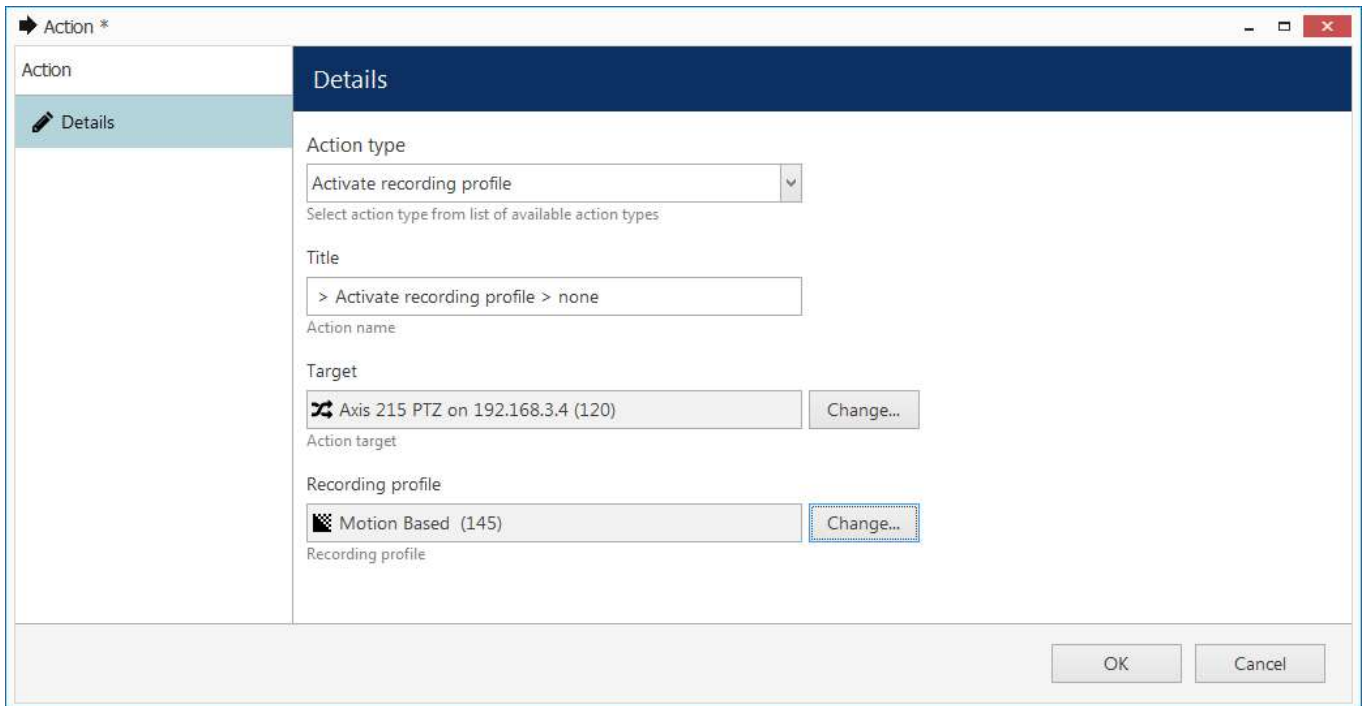 Action *
Action
Details
Details
Action type
Activate recording profile
Select action type from list of available action types
Title
> Activate recording profile > none
Action name
Target
Axis 215 PTZ on 192.168.3.4 (120)
Change...
Action target
Recording profile
Motion Based (145)
Change...
Recording profile
OK
Cancel